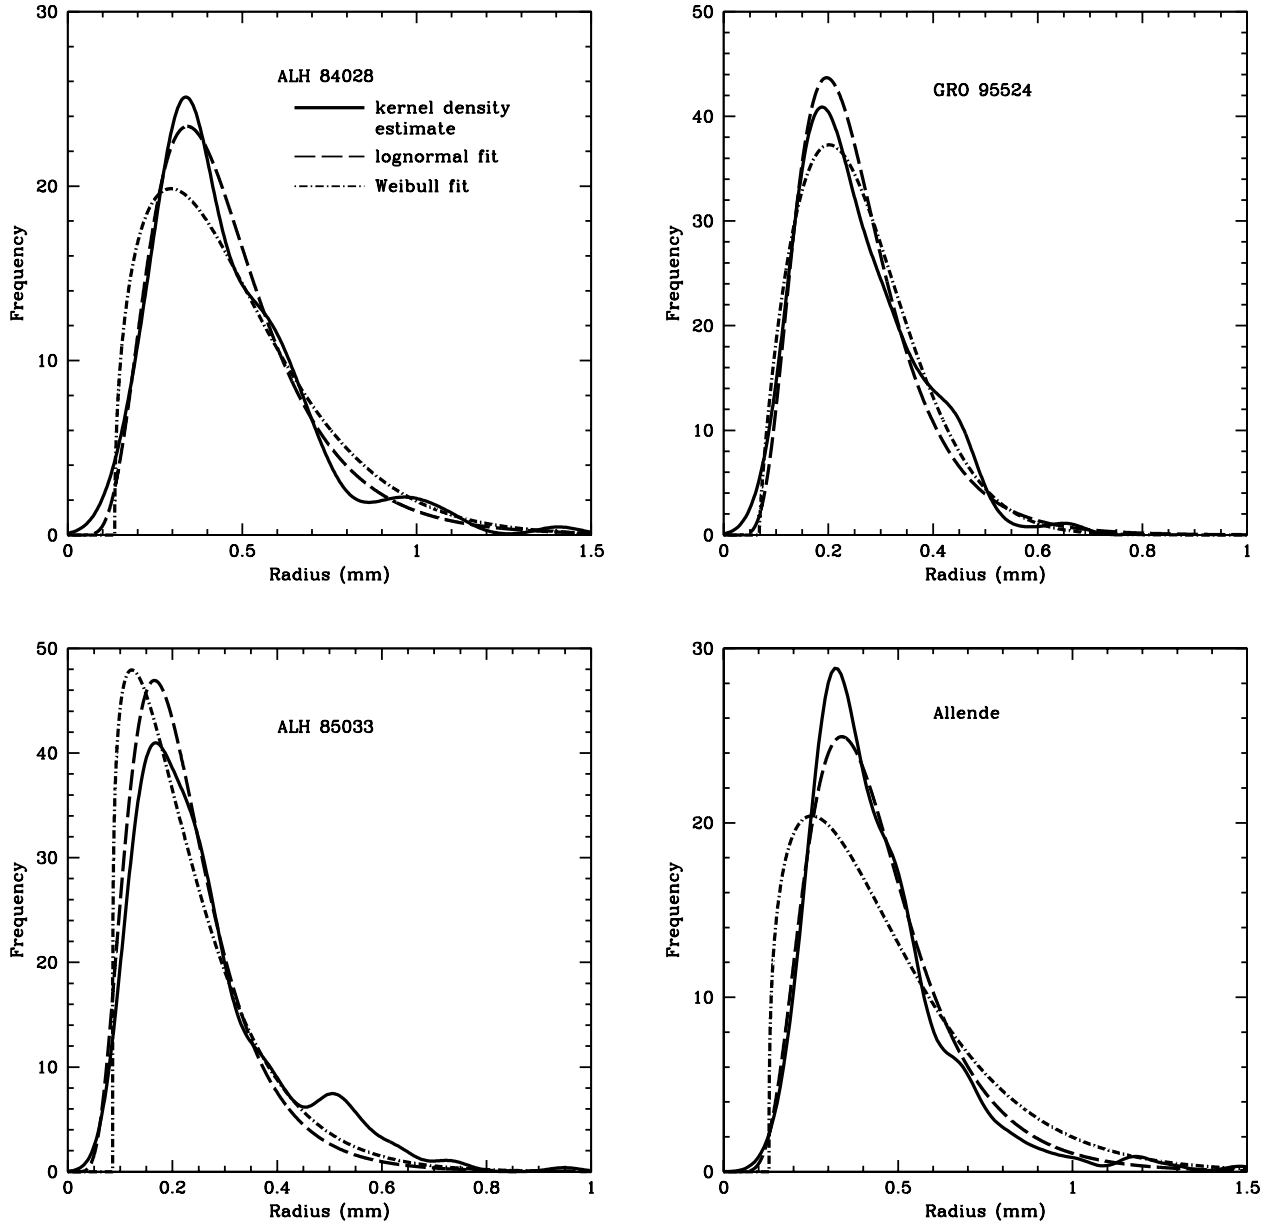 30
20
10
0
0
0.5
1
1.5
Frequency
Radius (mm)
ALH 84028
kernel density
estimate
lognormal fit
Weibull fit
50
40
30
20
10
0
0
0.2
0.4
0.6
0.8
1
Frequency
Radius (mm)
GRO 95524
50
40
30
20
10
0
0
0.2
0.4
0.6
0.8
1
Frequency
Radius (mm)
ALH 85033
30
20
10
0
0
0.5
1
1.5
Frequency
Radius (mm)
Allende